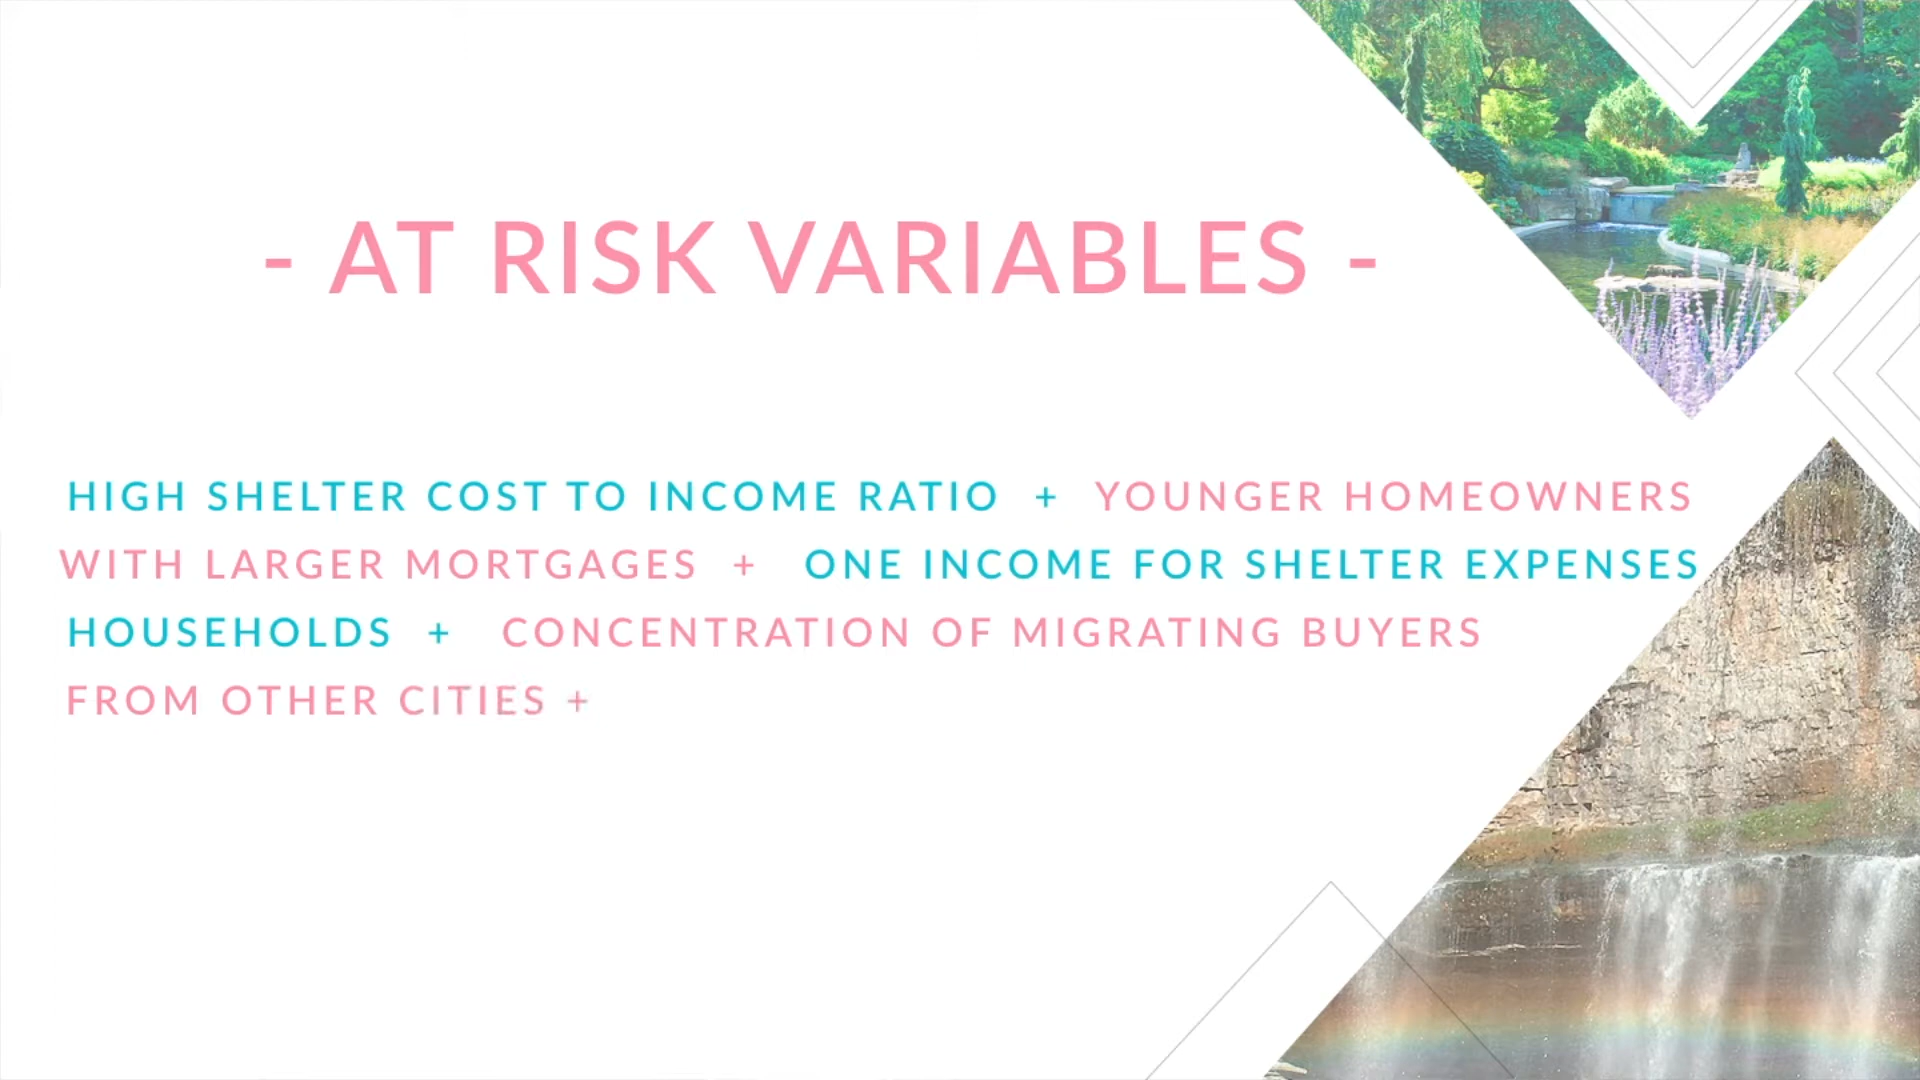 - AT RISK VARIABLES -
HIGH SHELTER COST TO INCOME RATIO + YOUNGER HOMEOWNERS
WITH LARGER MORTGAGES + ONE INCOME FOR SHELTER EXPENSES
HOUSEHOLDS + CONCENTRATION OF MIGRATING BUYERS
FROM OTHER CITIES +